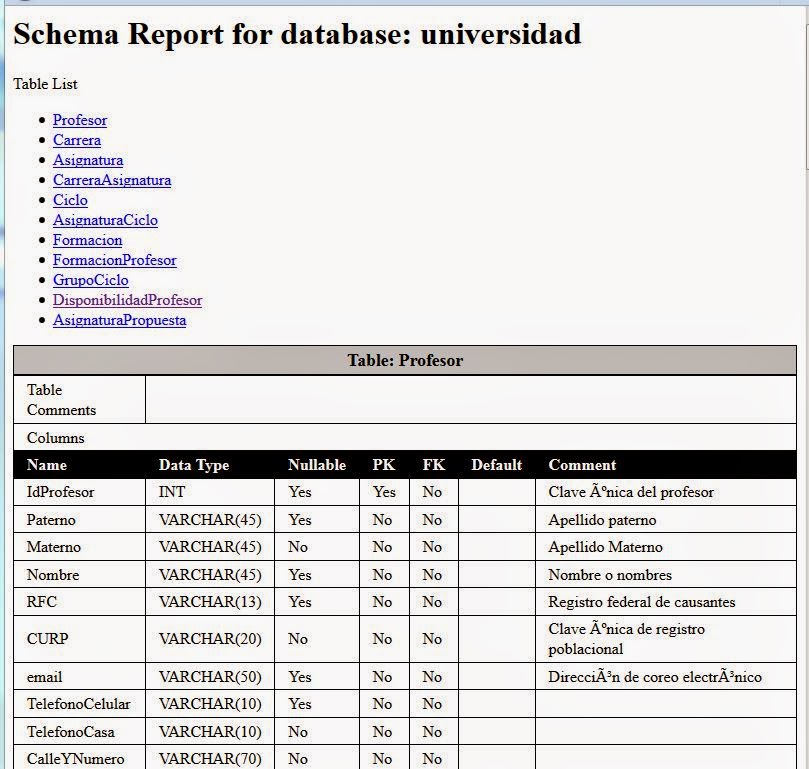 Schema Report for database: universidad
Table List
Profesor
Carrera
Asignatura
CarreraAsignatura
Ciclo
AsignaturaCiclo
Formacion
FormacionProfesor
GrupoCiclo
DisponibilidadProfesor
AsignaturaPropuesta
Table: Profesor
Table
Comments
Columns
Name Data Type Nullable PK FK Default Comment
IdProfesor INT Yes Yes No Clave Ãºnica del profesor
Paterno VARCHAR(45) Yes No No Apellido paterno
Materno VARCHAR(45) No No No Apellido Materno
Nombre VARCHAR(45) Yes No No Nombre o nombres
RFC VARCHAR(13) Yes No No Registro federal de causantes
CURP VARCHAR(20) No No No Clave Ãºnica de registro
poblacional
email VARCHAR(50) Yes No No DirecciÃ³n de coreo electrÃ³nico
TelefonoCelular VARCHAR(10) Yes No No
TelefonoCasa VARCHAR(10) No No No
CalleYNumero VARCHAR(70) No No No